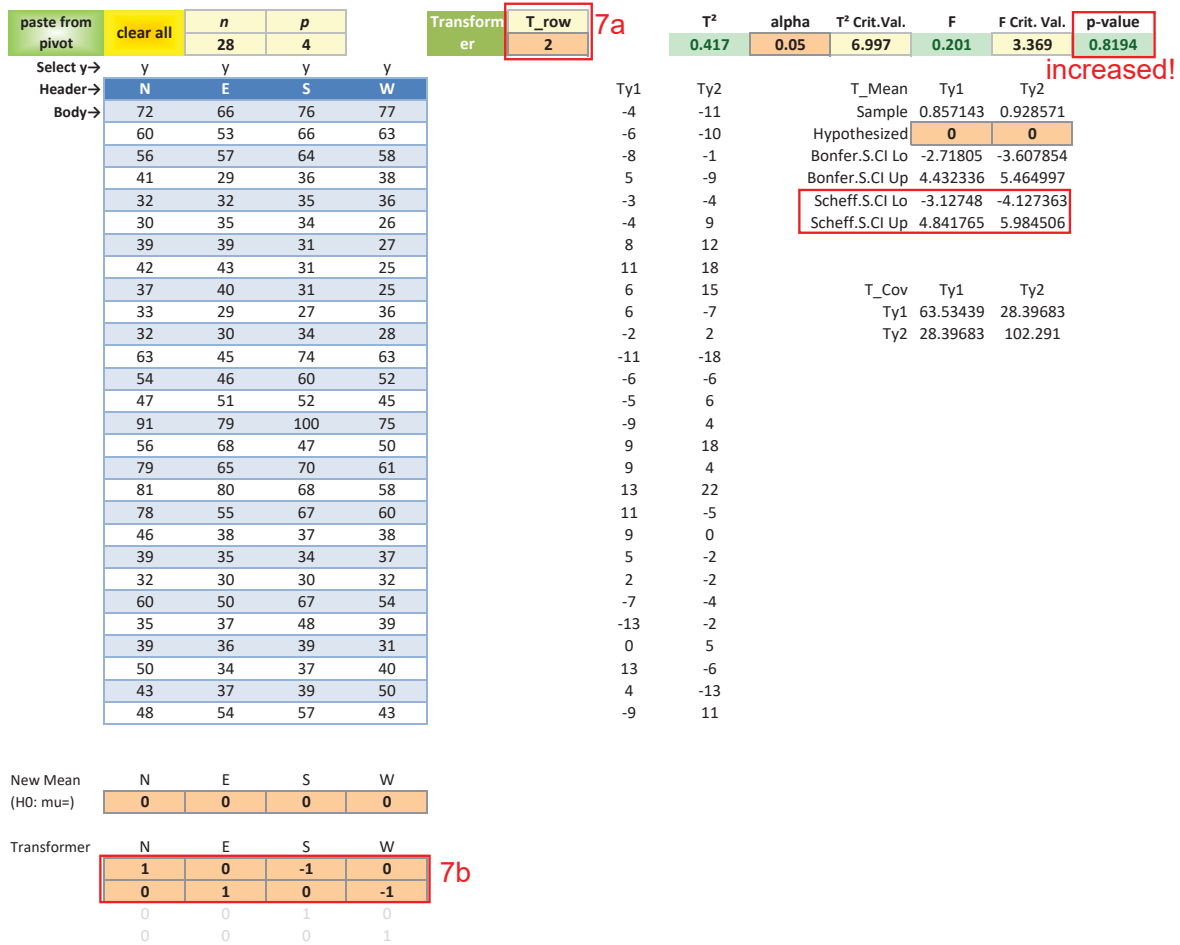 paste from pivot clear all n p Transformer T_row 7a T² alpha T² Crit.Val. F F Crit. Val. p-value
28 4 2 0.417 0.05 6.997 0.201 3.369 0.8194
Select y→ y y y y increased!
Header→ N E S W Ty1 Ty2 T_Mean Ty1 Ty2
Body→ 72 66 76 77 -4 -11 Sample 0.857143 0.928571
60 53 66 63 -6 -10 Hypothesized 0 0
56 57 64 58 -8 -1 Bonfer.S.CI Lo -2.71805 -3.607854
41 29 36 38 5 -9 Bonfer.S.CI Up 4.432336 5.464997
32 32 35 36 -3 -4 Scheff.S.CI Lo -3.12748 -4.127363
30 35 34 26 -4 9 Scheff.S.CI Up 4.841765 5.984506
39 39 31 27 8 12
42 43 31 25 11 18
37 40 31 25 6 15 T_Cov Ty1 Ty2
33 29 27 36 6 -7 Ty1 63.53439 28.39683
32 30 34 28 -2 2 Ty2 28.39683 102.291
63 45 74 63 -11 -18
54 46 60 52 -6 -6
47 51 52 45 -5 6
91 79 100 75 -9 4
56 68 47 50 9 18
79 65 70 61 9 4
81 80 68 58 13 22
78 55 67 60 11 -5
46 38 37 38 9 0
39 35 34 37 5 -2
32 30 30 32 2 -2
60 50 67 54 -7 -4
35 37 48 39 -13 -2
39 36 39 31 0 5
50 34 37 40 13 -6
43 37 39 50 4 -13
48 54 57 43 -9 11
New Mean N E S W
(H0: mu=) 0 0 0 0
Transformer N E S W
1 0 -1 0 7b
0 1 0 -1
0 0 1 0
0 0 0 1